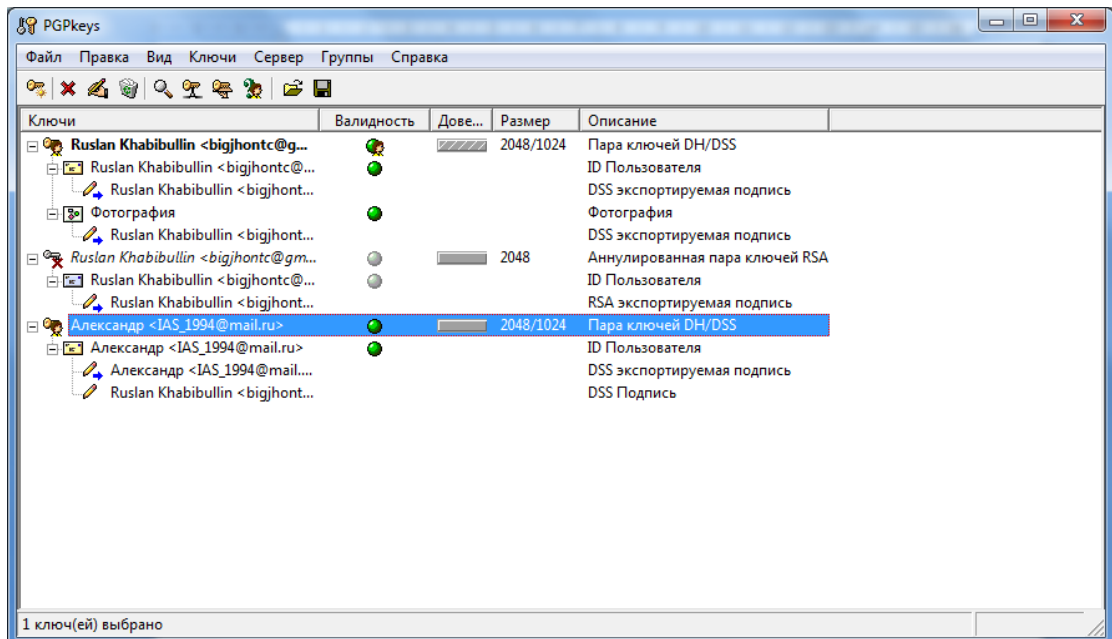 PGPkeys
Файл Правка Вид Ключи Сервер Группы Справка
Ключи Валидность Дове... Размер Описание
Ruslan Khabibullin <bigjhontc@g... 2048/1024 Пара ключей DH/DSS
Ruslan Khabibullin <bigjhontc@... ID Пользователя
Ruslan Khabibullin <bigjhont... DSS экспортируемая подпись
Фотография Фотография
Ruslan Khabibullin <bigjhont... DSS экспортируемая подпись
Ruslan Khabibullin <bigjhontc@gm... 2048 Аннулированная пара ключей RSA
Ruslan Khabibullin <bigjhontc@... ID Пользователя
Ruslan Khabibullin <bigjhont... RSA экспортируемая подпись
Александр <IAS_1994@mail.ru> 2048/1024 Пара ключей DH/DSS
Александр <IAS_1994@mail.ru> ID Пользователя
Александр <IAS_1994@mail.... DSS экспортируемая подпись
Ruslan Khabibullin <bigjhont... DSS Подпись
1 ключ(ей) выбрано